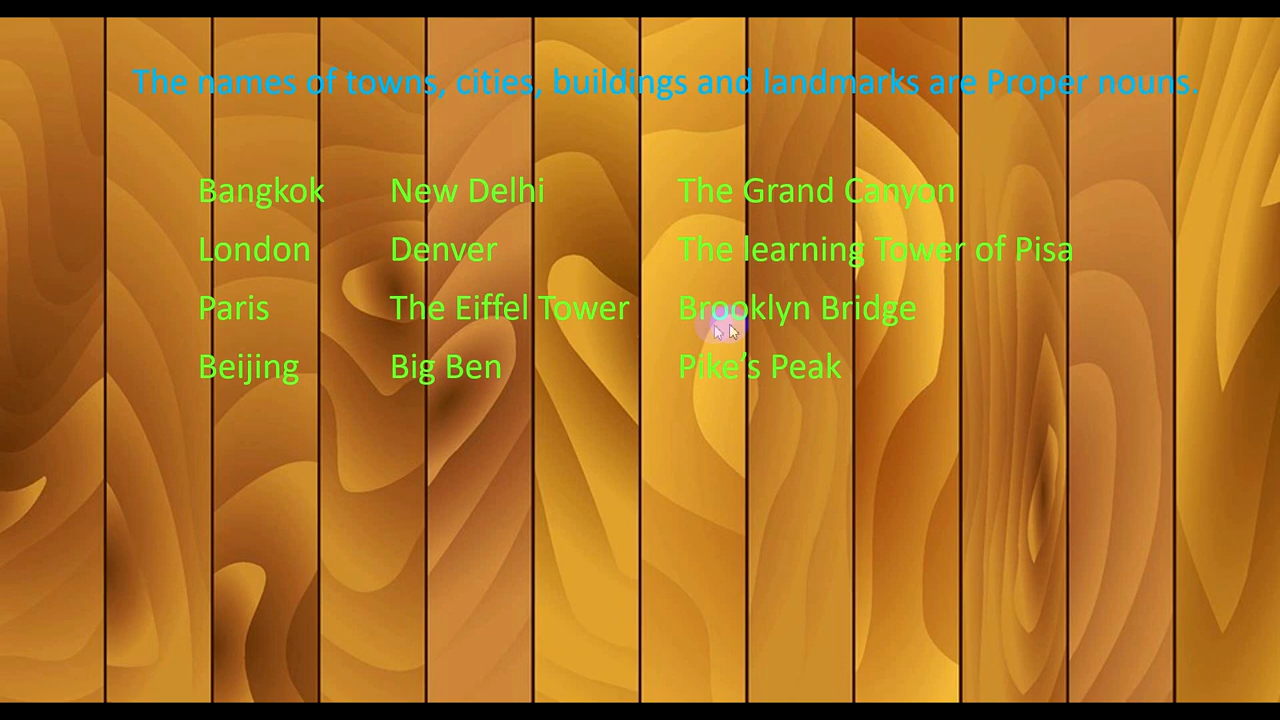 The names of towns, cities, buildings and landmarks are Proper nouns.
Bangkok New Delhi The Grand Canyon
London Denver The learning Tower of Pisa
Paris The Eiffel Tower Brooklyn Bridge
Beijing Big Ben Pike’s Peak